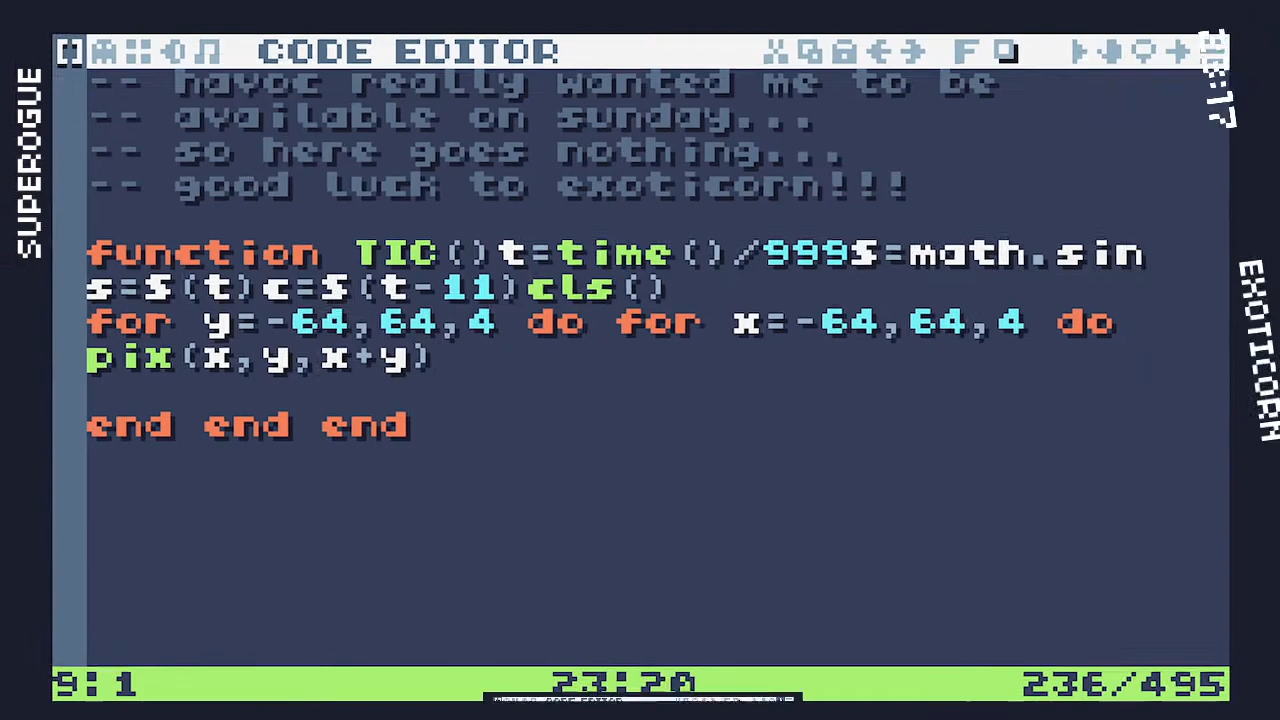 CODE EDITOR
SUPEROGUE
EXOTICORN
-- havoc really wanted me to be
-- available on sunday...
-- so here goes nothing...
-- good luck to exoticorn!!!
function TIC()t=time()/999S=math.sin
s=S(t)c=S(t-11)cls()
for y=-64,64,4 do for x=-64,64,4 do
pix(x,y,x+y)
end end end
9:1
23:20
236/495